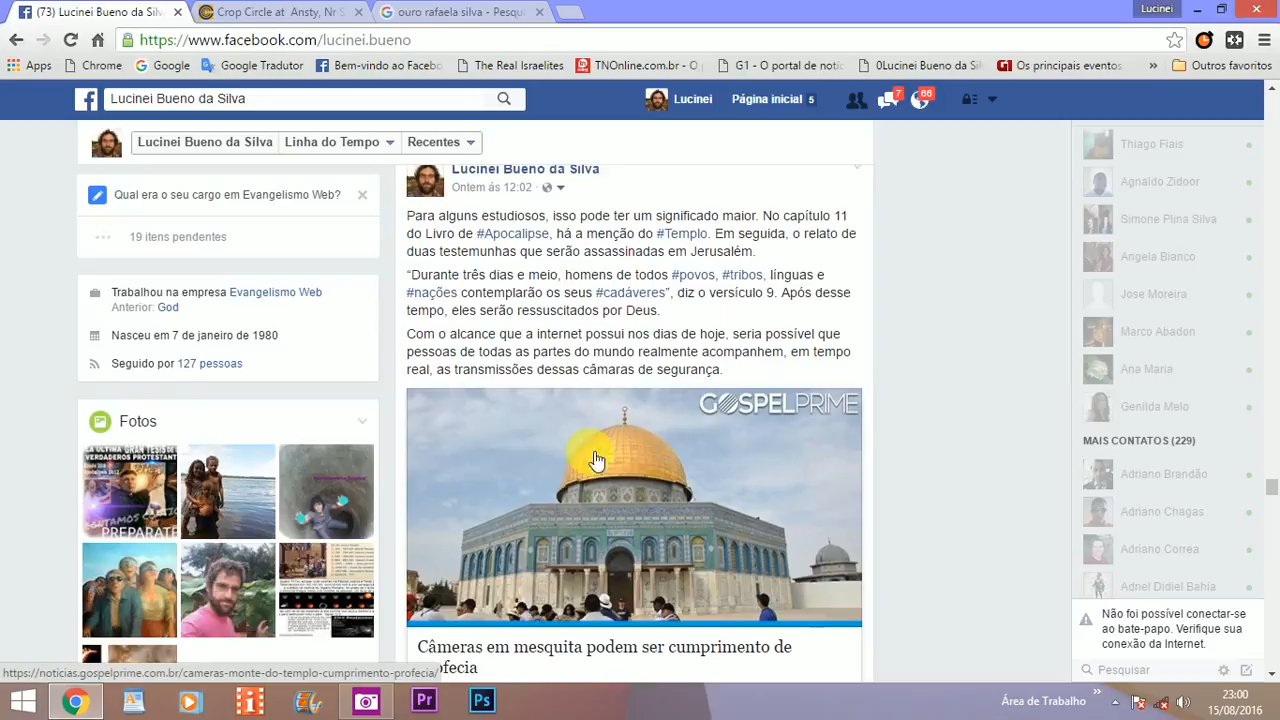 (73) Lucinei Bueno da Silv
Crop Circle at Ansty, Nr S
ouro rafaela silva - Pesqu
Lucinei
https://www.facebook.com/lucinei.bueno
Apps
Chrome
Google
Google Tradutor
Bem-vindo ao Facebo
The Real Israelites
TNOnline.com.br -
G1 - O portal de notíc
0Lucinei Bueno da Sil
Os principais eventos
»
Outros favoritos
Lucinei Bueno da Silva
Lucinei
Página inicial 5
7
66
Lucinei Bueno da Silva
Linha do Tempo
Recentes
Qual era o seu cargo em Evangelismo Web?
19 itens pendentes
Trabalhou na empresa Evangelismo Web
Anterior: God
Nasceu em 7 de janeiro de 1980
Seguido por 127 pessoas
Fotos
LA ULTIMA GRAN TESIS DE
VERDADEROS PROTESTANT
PREPARATE
Lucinei Bueno da Silva
Ontem às 12:02
Para alguns estudiosos, isso pode ter um significado maior. No capítulo 11
do Livro de #Apocalipse, há a menção do #Templo. Em seguida, o relato de
duas testemunhas que serão assassinadas em Jerusalém.
“Durante três dias e meio, homens de todos #povos, #tribos, línguas e
#nações contemplarão os seus #cadáveres”, diz o versículo 9. Após desse
tempo, eles serão ressuscitados por Deus.
Com o alcance que a internet possui nos dias de hoje, seria possível que
pessoas de todas as partes do mundo realmente acompanhem, em tempo
real, as transmissões dessas câmaras de segurança.
GOSPELPRIME
Câmeras em mesquita podem ser cumprimento de
ofecia
Thiago Fiais
Agnaldo Zidoor
Simone Plina Silva
Angela Bianco
Jose Moreira
Marco Abadon
Ana Maria
Genilda Melo
MAIS CONTATOS (229)
Adriano Brandão
Adriano Chagas
Adriano Correa
Adriel Didiel Bahia
Não foi possível conectar-se
ao bate-papo. Verifique sua
conexão da Internet.
Pesquisar
https://noticias.gospelprime.com.br/cameras-monte-do-templo-cumprimento-profecia/
Pr
Ps
Área de Trabalho
»
23:00
15/08/2016